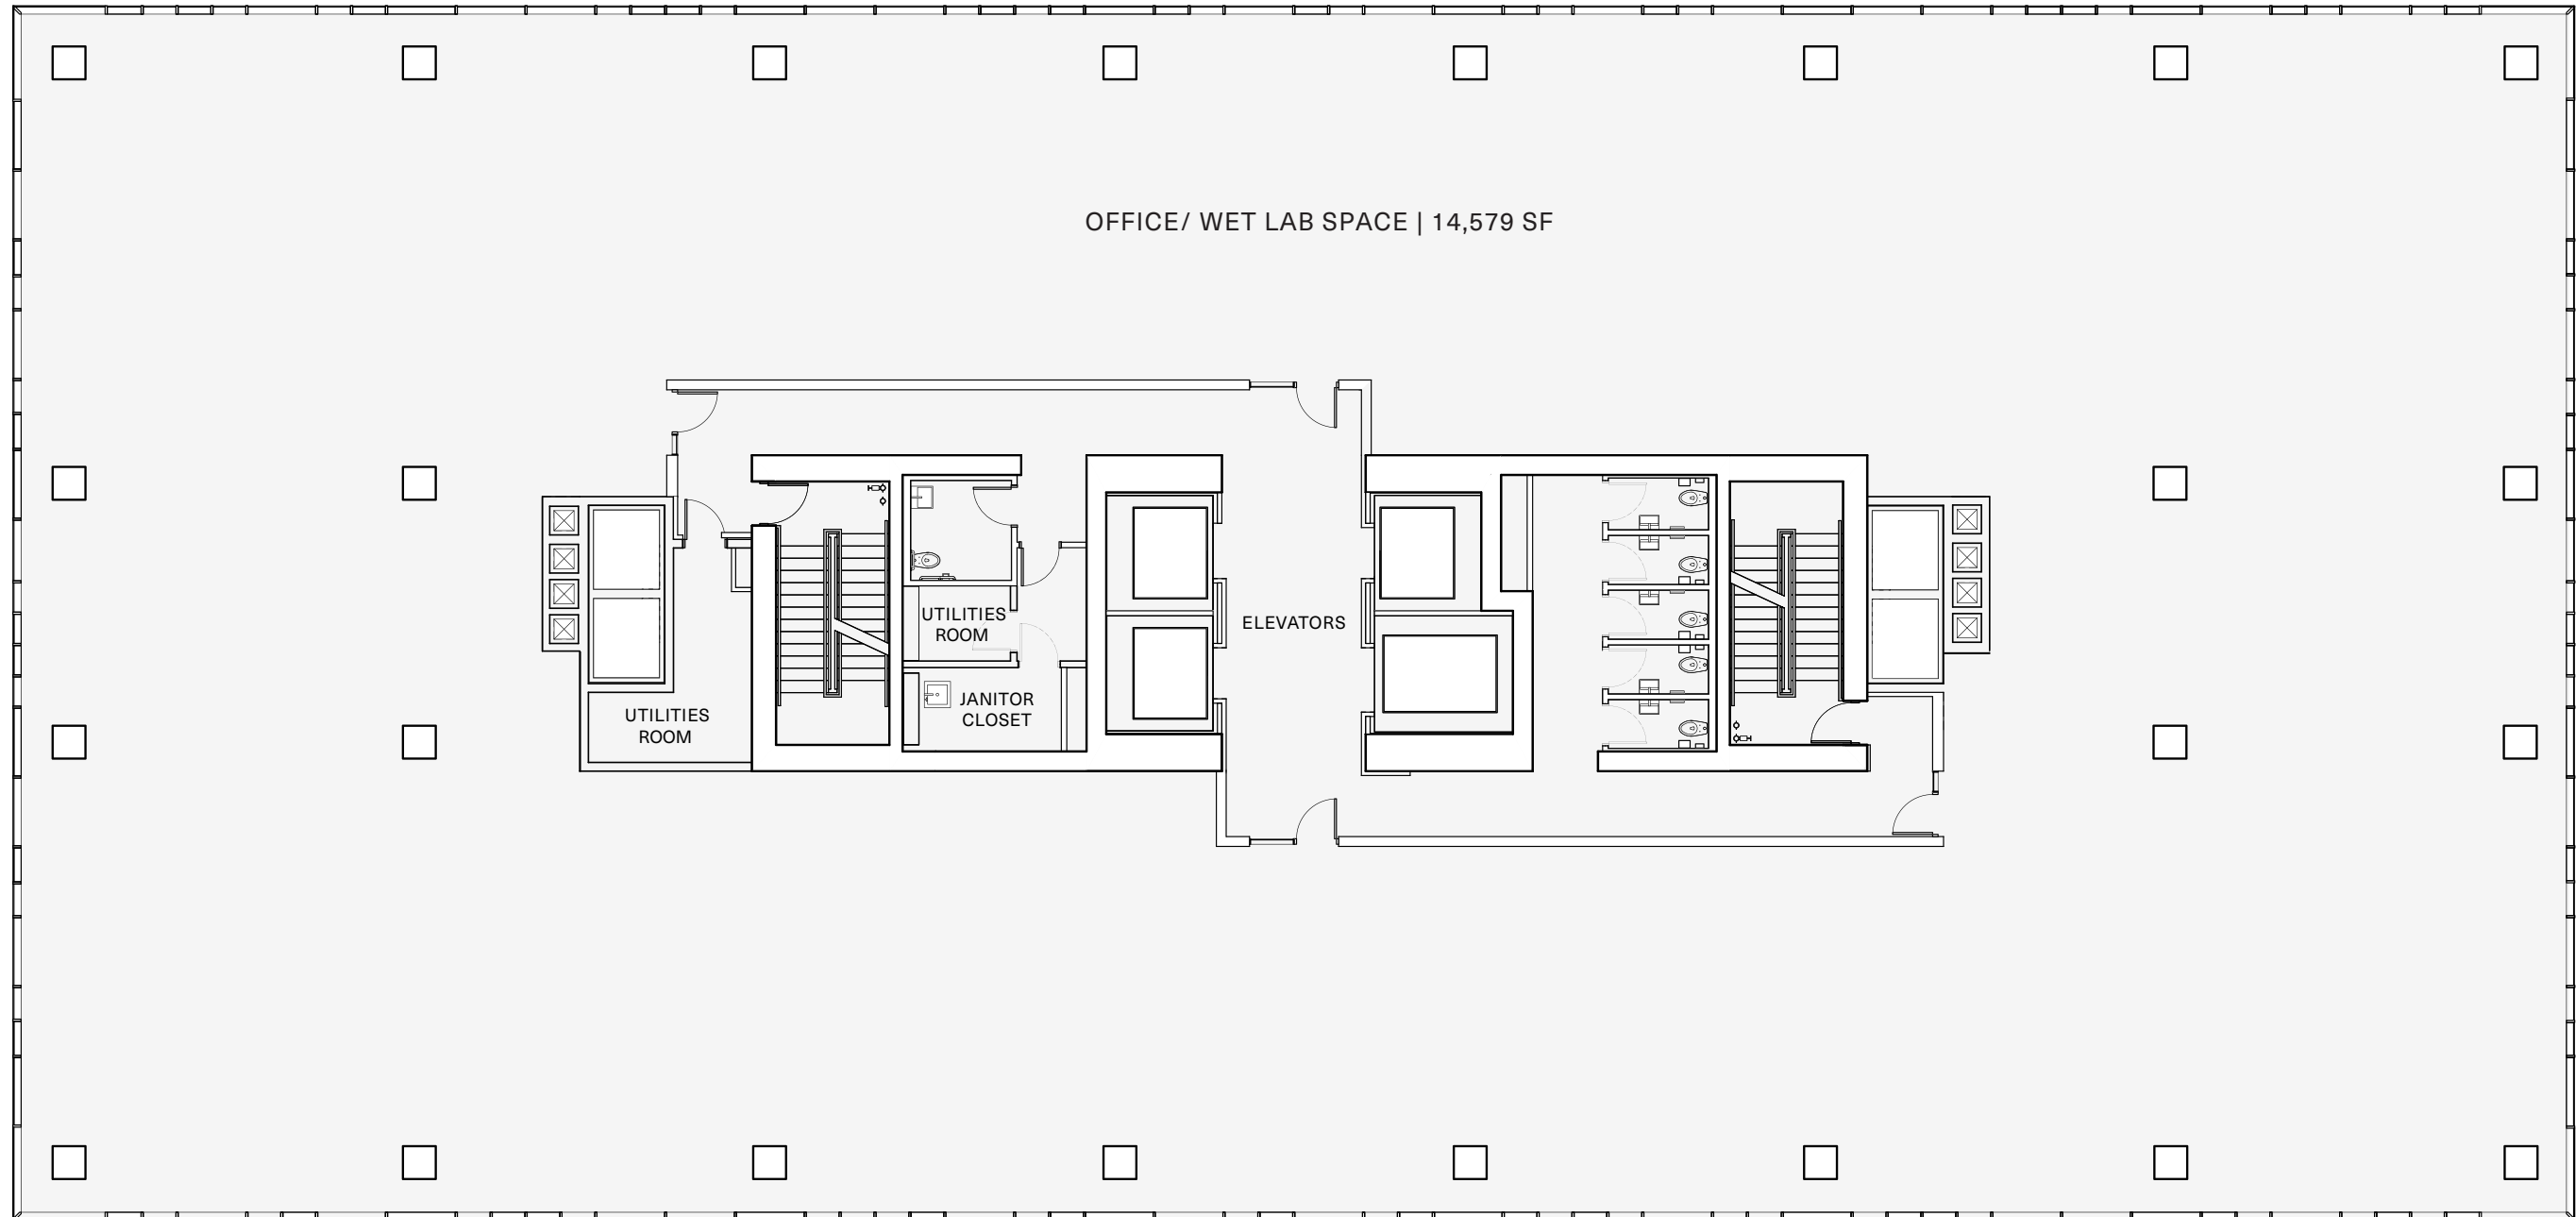 OFFICE/ WET LAB SPACE | 14,579 SF
UTILITIES
ROOM
ELEVATORS
JANITOR
CLOSET
UTILITIES
ROOM